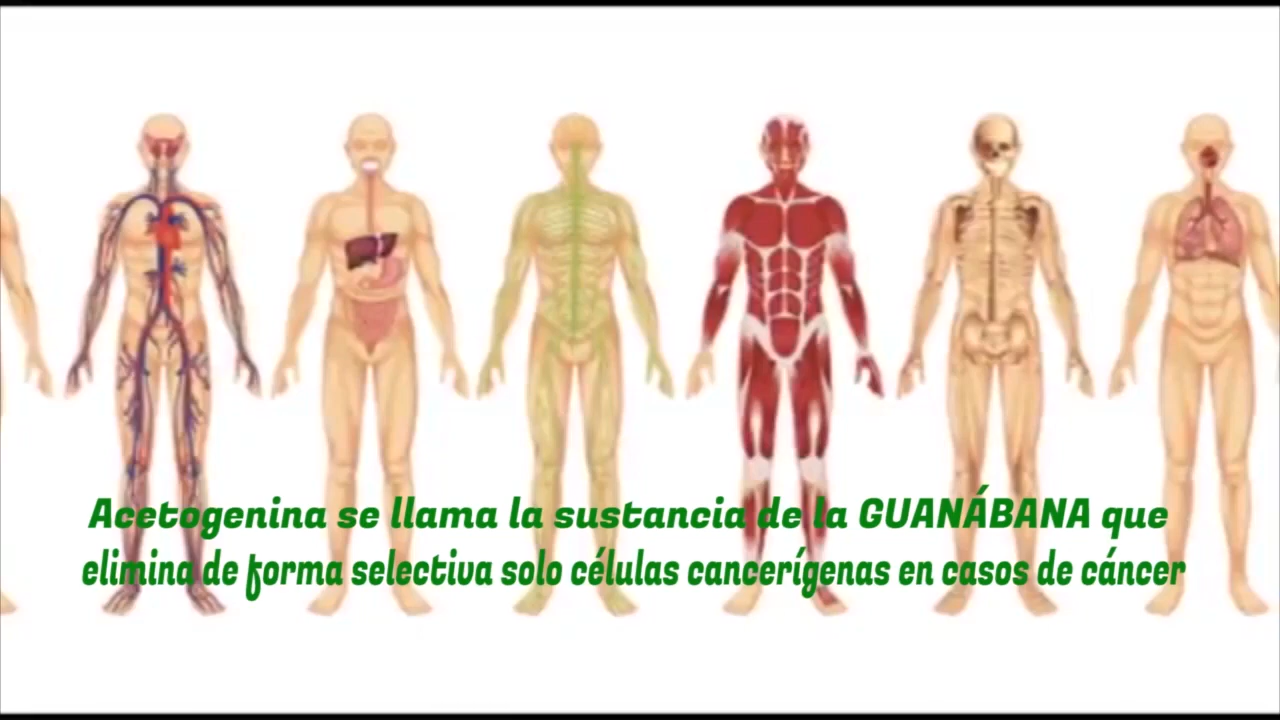 Acetogenina se llama la sustancia de la GUANÁBANA que
elimina de forma selectiva solo células cancerígenas en casos de cáncer